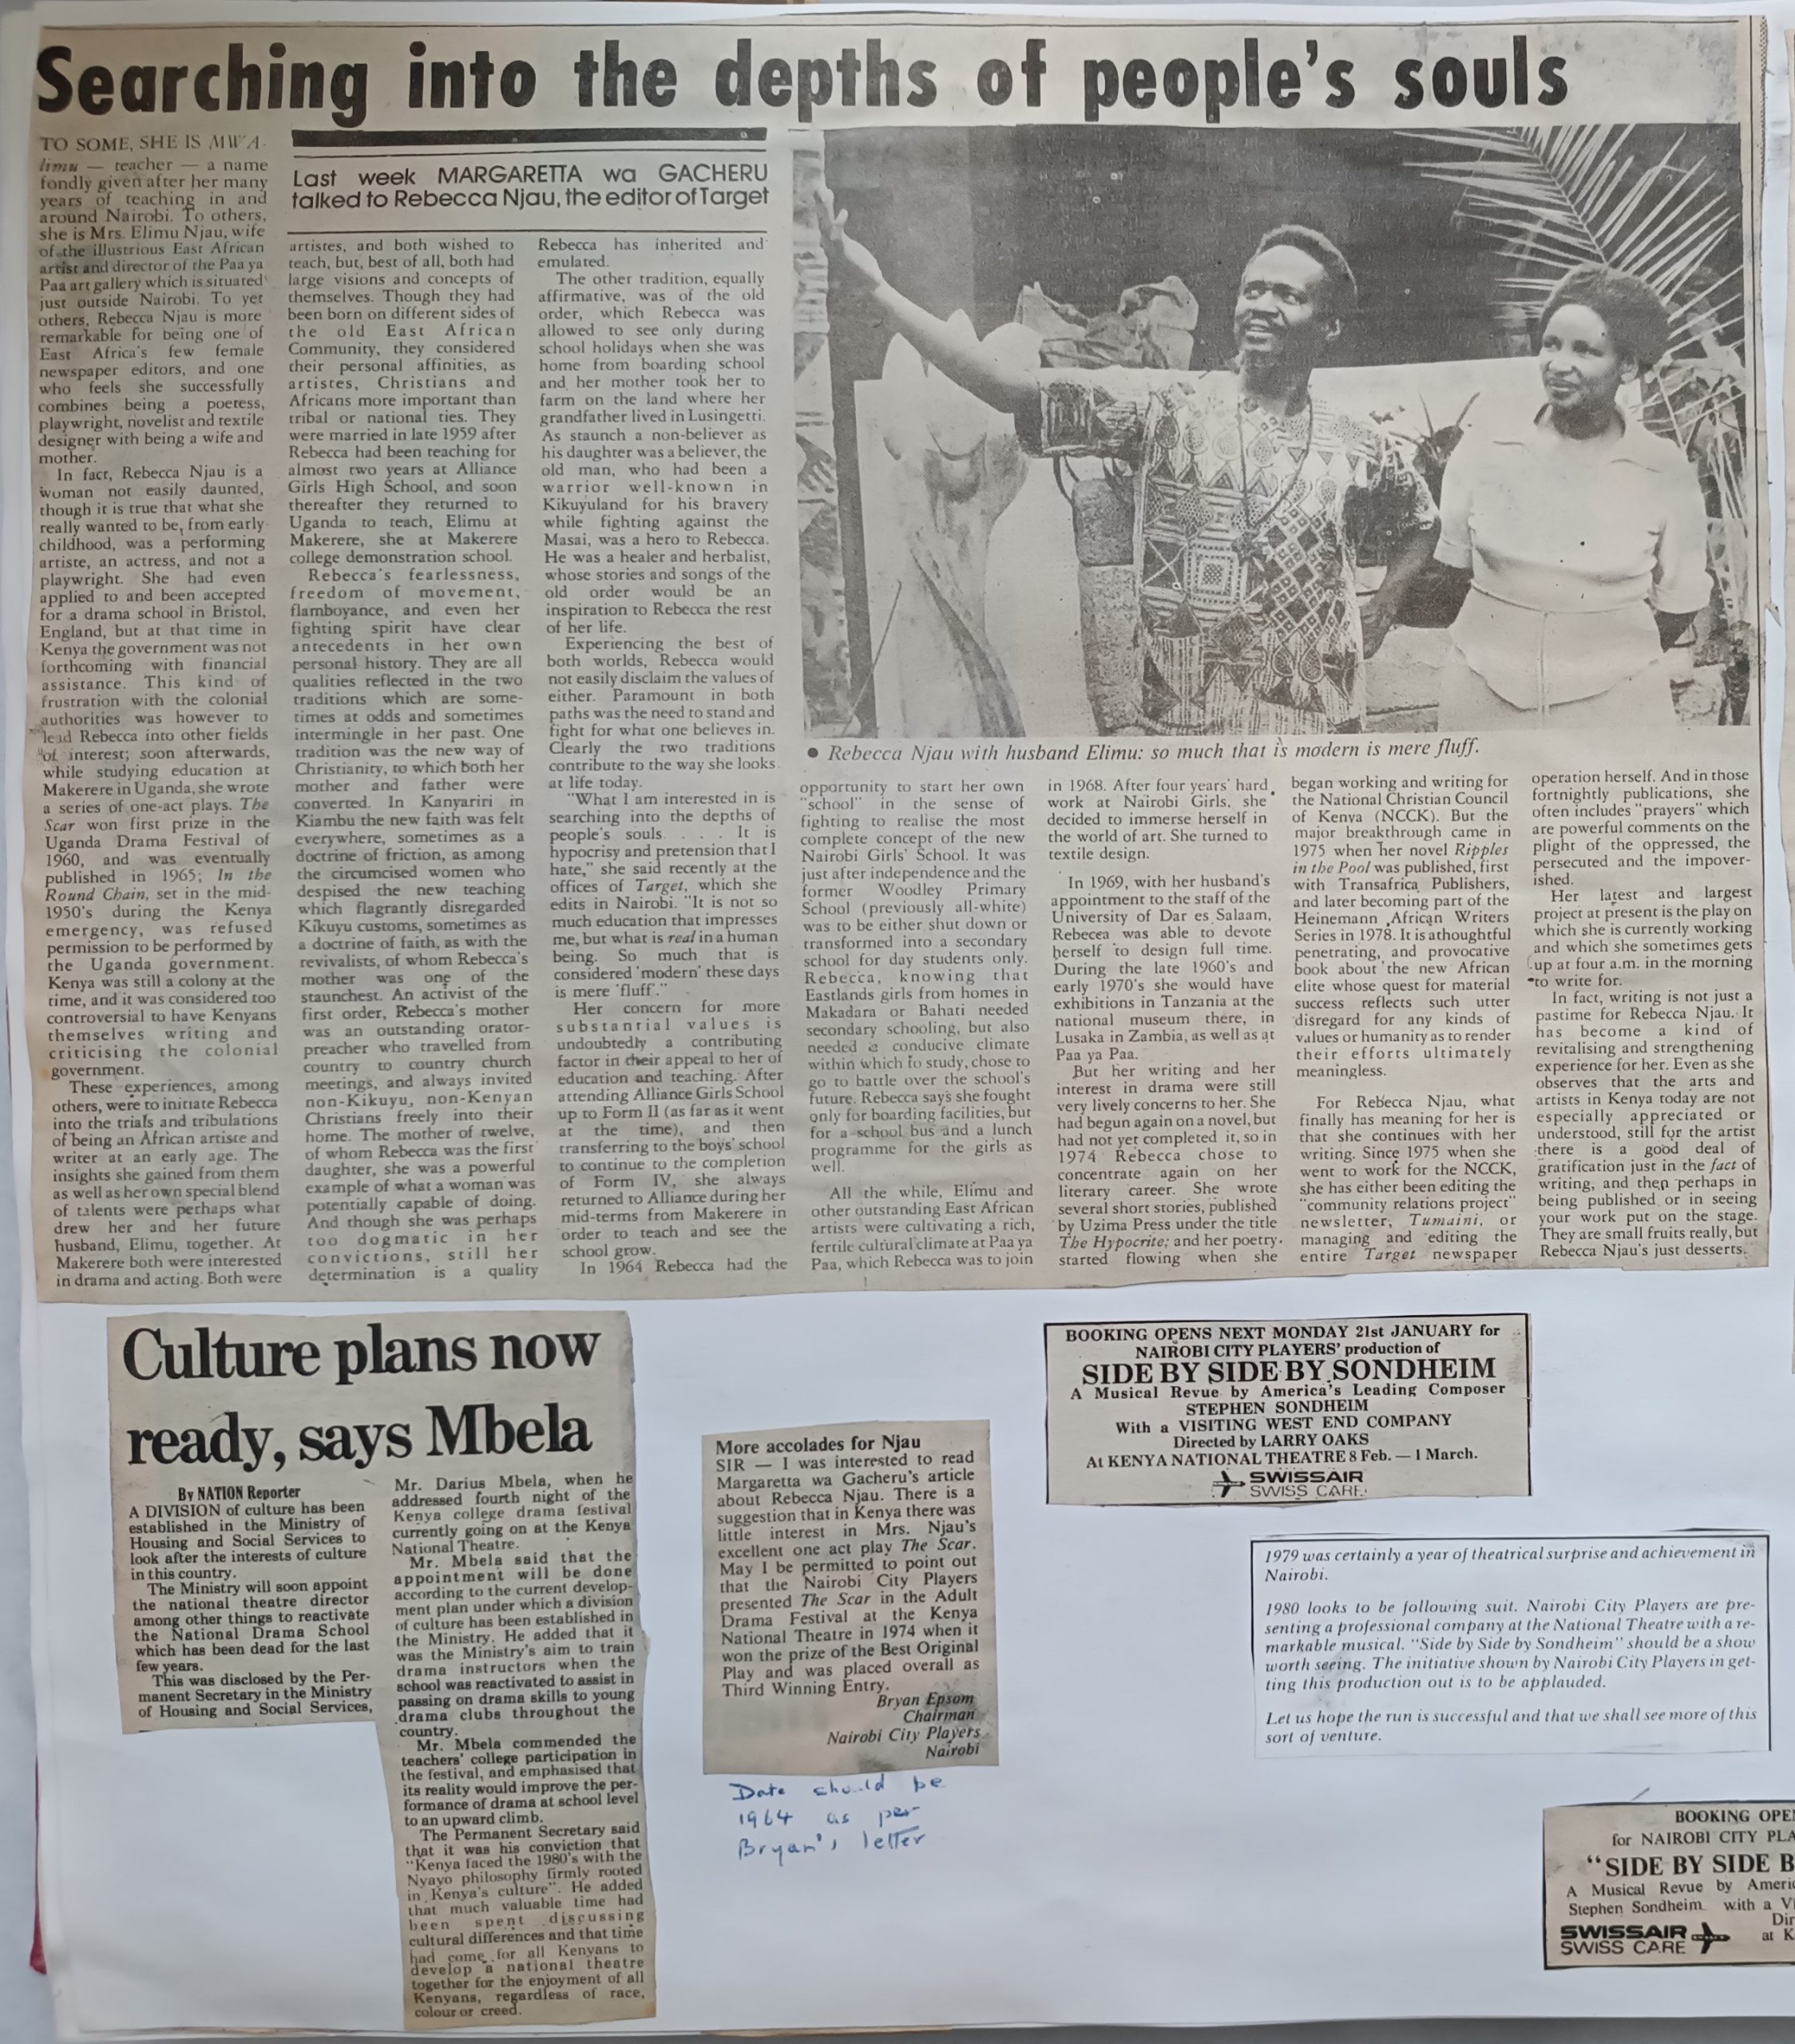 Searching into the depths of people's souls
TO SOME, SHE IS MWA-
limu — teacher — a name
fondly given after her many
years of teaching in and
around Nairobi. To others,
she is Mrs. Elimu Njau, wife
of the illustrious East African
artist and director of the Paa ya
Paa art gallery which is situated
just outside Nairobi. To yet
others, Rebecca Njau is more
remarkable for being one of
East Africa's few female
newspaper editors, and one
who feels she successfully
combines being a poetess,
playwright, novelist and textile
designer with being a wife and
mother.
In fact, Rebecca Njau is a
woman not easily daunted,
though it is true that what she
really wanted to be, from early
childhood, was a performing
artiste, an actress, and not a
playwright. She had even
applied to and been accepted
for a drama school in Bristol,
England, but at that time in
Kenya the government was not
forthcoming with financial
assistance. This kind of
frustration with the colonial
authorities was however to
lead Rebecca into other fields
of interest; soon afterwards,
while studying education at
Makerere in Uganda, she wrote
a series of one-act plays. The
Scar won first prize in the
Uganda Drama Festival of
1960, and was eventually
published in 1965; In the
Round Chain, set in the mid-
1950's during the Kenya
emergency, was refused
permission to be performed by
the Uganda government.
Kenya was still a colony at the
time, and it was considered too
controversial to have Kenyans
themselves writing and
criticising the colonial
government.
These experiences, among
others, were to initiate Rebecca
into the trials and tribulations
of being an African artiste and
writer at an early age. The
insights she gained from them
as well as her own special blend
of talents were perhaps what
drew her and her future
husband, Elimu, together. At
Makerere both were interested
in drama and acting. Both were
Last week MARGARETTA wa GACHERU
talked to Rebecca Njau, the editor of Target
artistes, and both wished to
teach, but, best of all, both had
large visions and concepts of
themselves. Though they had
been born on different sides of
the old East African
Community, they considered
their personal affinities, as
artistes, Christians and
Africans more important than
tribal or national ties. They
were married in late 1959 after
Rebecca had been teaching for
almost two years at Alliance
Girls High School, and soon
thereafter they returned to
Uganda to teach, Elimu at
Makerere, she at Makerere
college demonstration school.
Rebecca's fearlessness,
freedom of movement,
flamboyance, and even her
fighting spirit have clear
antecedents in her own
personal history. They are all
qualities reflected in the two
traditions which are some-
times at odds and sometimes
intermingle in her past. One
tradition was the new way of
Christianity, to which both her
mother and father were
converted. In Kanyariri in
Kiambu the new faith was felt
everywhere, sometimes as a
doctrine of friction, as among
the circumcised women who
despised the new teaching
which flagrantly disregarded
Kikuyu customs, sometimes as
a doctrine of faith, as with the
revivalists, of whom Rebecca's
mother was one of the
staunchest. An activist of the
first order, Rebecca's mother
was an outstanding orator-
preacher who travelled from
country to country church
meetings, and always invited
non-Kikuyu, non-Kenyan
Christians freely into their
home. The mother of twelve,
of whom Rebecca was the first
daughter, she was a powerful
example of what a woman was
potentially capable of doing.
And though she was perhaps
too dogmatic in her
convictions, still her
determination is a quality
Rebecca has inherited and
emulated.
The other tradition, equally
affirmative, was of the old
order, which Rebecca was
allowed to see only during
school holidays when she was
home from boarding school
and her mother took her to
farm on the land where her
grandfather lived in Lusingetti.
As staunch a non-believer as
his daughter was a believer, the
old man, who had been a
warrior well-known in
Kikuyuland for his bravery
while fighting against the
Masai, was a hero to Rebecca.
He was a healer and herbalist,
whose stories and songs of the
old order would be an
inspiration to Rebecca the rest
of her life.
Experiencing the best of
both worlds, Rebecca would
not easily disclaim the values of
either. Paramount in both
paths was the need to stand and
fight for what one believes in.
Clearly the two traditions
contribute to the way she looks
at life today.
"What I am interested in is
searching into the depths of
people's souls. . . . It is
hypocrisy and pretension that I
hate," she said recently at the
offices of Target, which she
edits in Nairobi. "It is not so
much education that impresses
me, but what is real in a human
being. So much that is
considered 'modern' these days
is mere 'fluff'."
Her concern for more
substantial values is
undoubtedly a contributing
factor in their appeal to her of
education and teaching. After
attending Alliance Girls School
up to Form II (as far as it went
at the time), and then
transferring to the boys' school
to continue to the completion
of Form IV, she always
returned to Alliance during her
mid-terms from Makerere in
order to teach and see the
school grow.
In 1964 Rebecca had the
● Rebecca Njau with husband Elimu: so much that is modern is mere fluff.
opportunity to start her own
"school" in the sense of
fighting to realise the most
complete concept of the new
Nairobi Girls' School. It was
just after independence and the
former Woodley Primary
School (previously all-white)
was to be either shut down or
transformed into a secondary
school for day students only.
Rebecca, knowing that
Eastlands girls from homes in
Makadara or Bahati needed
secondary schooling, but also
needed a conducive climate
within which to study, chose to
go to battle over the school's
future. Rebecca says she fought
only for boarding facilities, but
for a school bus and a lunch
programme for the girls as
well.
All the while, Elimu and
other outstanding East African
artists were cultivating a rich,
fertile cultural climate at Paa ya
Paa, which Rebecca was to join
in 1968. After four years' hard
work at Nairobi Girls, she
decided to immerse herself in
the world of art. She turned to
textile design.
In 1969, with her husband's
appointment to the staff of the
University of Dar es Salaam,
Rebecca was able to devote
herself to design full time.
During the late 1960's and
early 1970's she would have
exhibitions in Tanzania at the
national museum there, in
Lusaka in Zambia, as well as at
Paa ya Paa.
But her writing and her
interest in drama were still
very lively concerns to her. She
had begun again on a novel, but
had not yet completed it, so in
1974 Rebecca chose to
concentrate again on her
literary career. She wrote
several short stories, published
by Uzima Press under the title
The Hypocrite; and her poetry
started flowing when she
began working and writing for
the National Christian Council
of Kenya (NCCK). But the
major breakthrough came in
1975 when her novel Ripples
in the Pool was published, first
with Transafrica Publishers,
and later becoming part of the
Heinemann African Writers
Series in 1978. It is a thoughtful
penetrating, and provocative
book about the new African
elite whose quest for material
success reflects such utter
disregard for any kinds of
values or humanity as to render
their efforts ultimately
meaningless.
For Rebecca Njau, what
finally has meaning for her is
that she continues with her
writing. Since 1975 when she
went to work for the NCCK,
she has either been editing the
"community relations project"
newsletter, Tumaini, or
managing and editing the
entire Target newspaper
operation herself. And in those
fortnightly publications, she
often includes "prayers" which
are powerful comments on the
plight of the oppressed, the
persecuted and the impover-
ished.
Her latest and largest
project at present is the play on
which she is currently working
and which she sometimes gets
up at four a.m. in the morning
to write for.
In fact, writing is not just a
pastime for Rebecca Njau. It
has become a kind of
revitalising and strengthening
experience for her. Even as she
observes that the arts and
artists in Kenya today are not
especially appreciated or
understood, still for the artist
there is a good deal of
gratification just in the fact of
writing, and then perhaps in
being published or in seeing
your work put on the stage.
They are small fruits really, but
Rebecca Njau's just desserts.
Culture plans now
ready, says Mbela
By NATION Reporter
A DIVISION of culture has been
established in the Ministry of
Housing and Social Services to
look after the interests of culture
in this country.
The Ministry will soon appoint
the national theatre director
among other things to reactivate
the National Drama School
which has been dead for the last
few years.
This was disclosed by the Per-
manent Secretary in the Ministry
of Housing and Social Services,
Mr. Darius Mbela, when he
addressed fourth night of the
Kenya college drama festival
currently going on at the Kenya
National Theatre.
Mr. Mbela said that the
appointment will be done
according to the current develop-
ment plan under which a division
of culture has been established in
the Ministry. He added that it
was the Ministry's aim to train
drama instructors when the
school was reactivated to assist in
passing on drama skills to young
drama clubs throughout the
country.
Mr. Mbela commended the
teachers' college participation in
the festival, and emphasised that
its reality would improve the per-
formance of drama at school level
to an upward climb.
The Permanent Secretary said
that it was his conviction that
"Kenya faced the 1980's with the
Nyayo philosophy firmly rooted
in Kenya's culture". He added
that much valuable time had
been spent discussing
cultural differences and that time
had come for all Kenyans to
develop a national theatre
together for the enjoyment of all
Kenyans, regardless of race,
colour or creed.
More accolades for Njau
SIR — I was interested to read
Margaretta wa Gacheru's article
about Rebecca Njau. There is a
suggestion that in Kenya there was
little interest in Mrs. Njau's
excellent one act play The Scar.
May I be permitted to point out
that the Nairobi City Players
presented The Scar in the Adult
Drama Festival at the Kenya
National Theatre in 1974 when it
won the prize of the Best Original
Play and was placed overall as
Third Winning Entry.
Bryan Epsom
Chairman
Nairobi City Players
Nairobi
Date should be
1964 as per
Bryan's letter
BOOKING OPENS NEXT MONDAY 21st JANUARY for
NAIROBI CITY PLAYERS' production of
SIDE BY SIDE BY SONDHEIM
A Musical Revue by America's Leading Composer
STEPHEN SONDHEIM
With a VISITING WEST END COMPANY
Directed by LARRY OAKS
At KENYA NATIONAL THEATRE 8 Feb. — 1 March.
SWISSAIR
SWISS CARE
1979 was certainly a year of theatrical surprise and achievement in
Nairobi.
1980 looks to be following suit. Nairobi City Players are pre-
senting a professional company at the National Theatre with a re-
markable musical. "Side by Side by Sondheim" should be a show
worth seeing. The initiative shown by Nairobi City Players in get-
ting this production out is to be applauded.
Let us hope the run is successful and that we shall see more of this
sort of venture.
BOOKING OPE
for NAIROBI CITY PLA
"SIDE BY SIDE B
A Musical Revue by Ameri
Stephen Sondheim with a V
Dir
at K
SWISSAIR
SWISS CARE